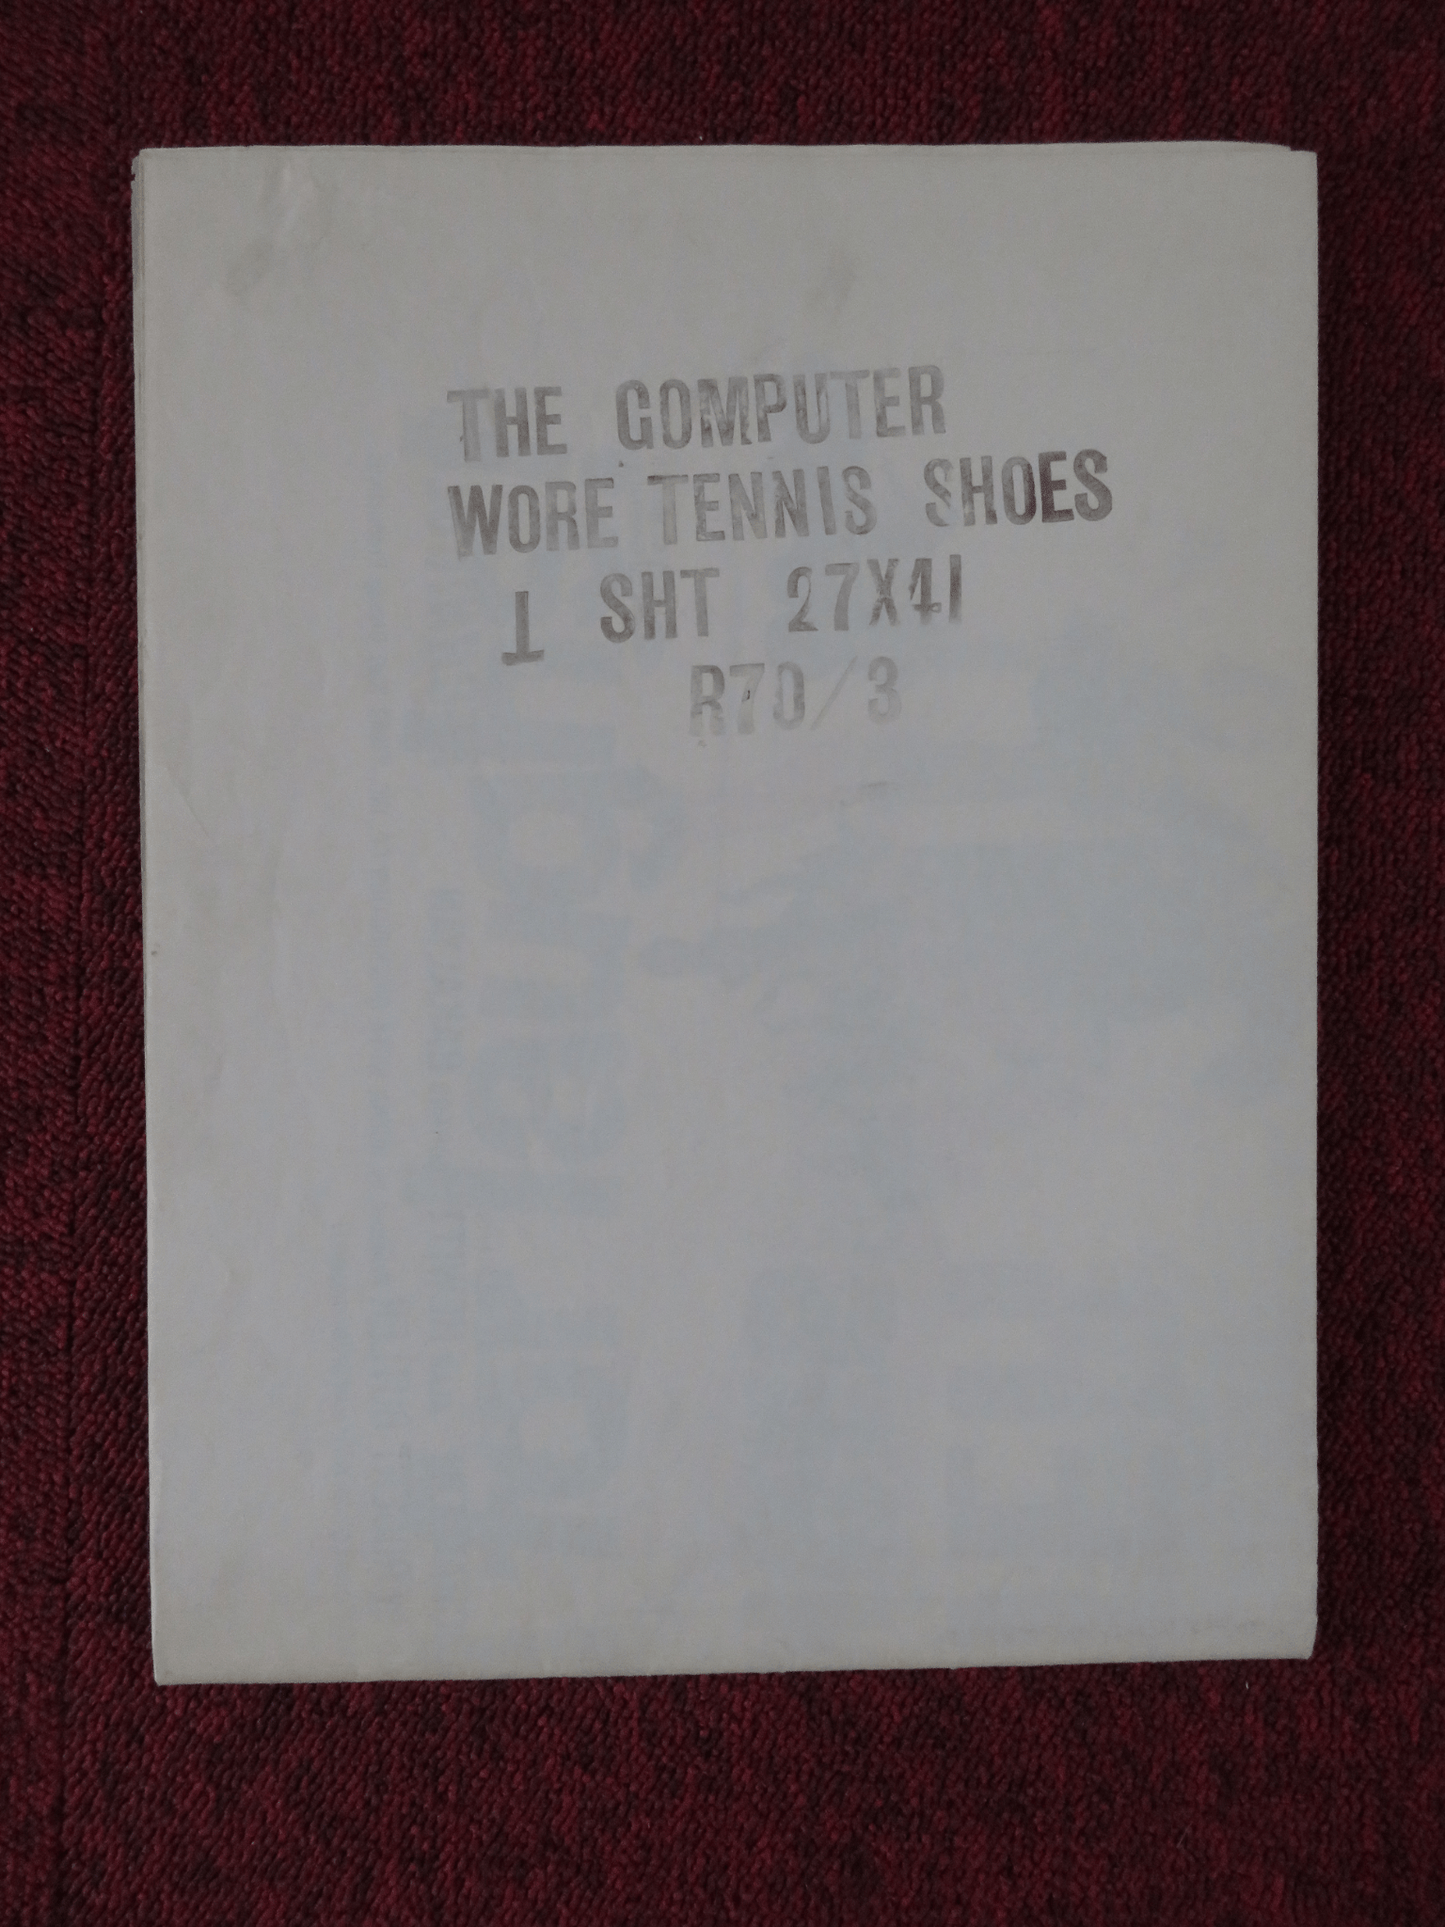 THE COMPUTER
WORE TENNIS SHOES
1 SHT 27X41
R70/3